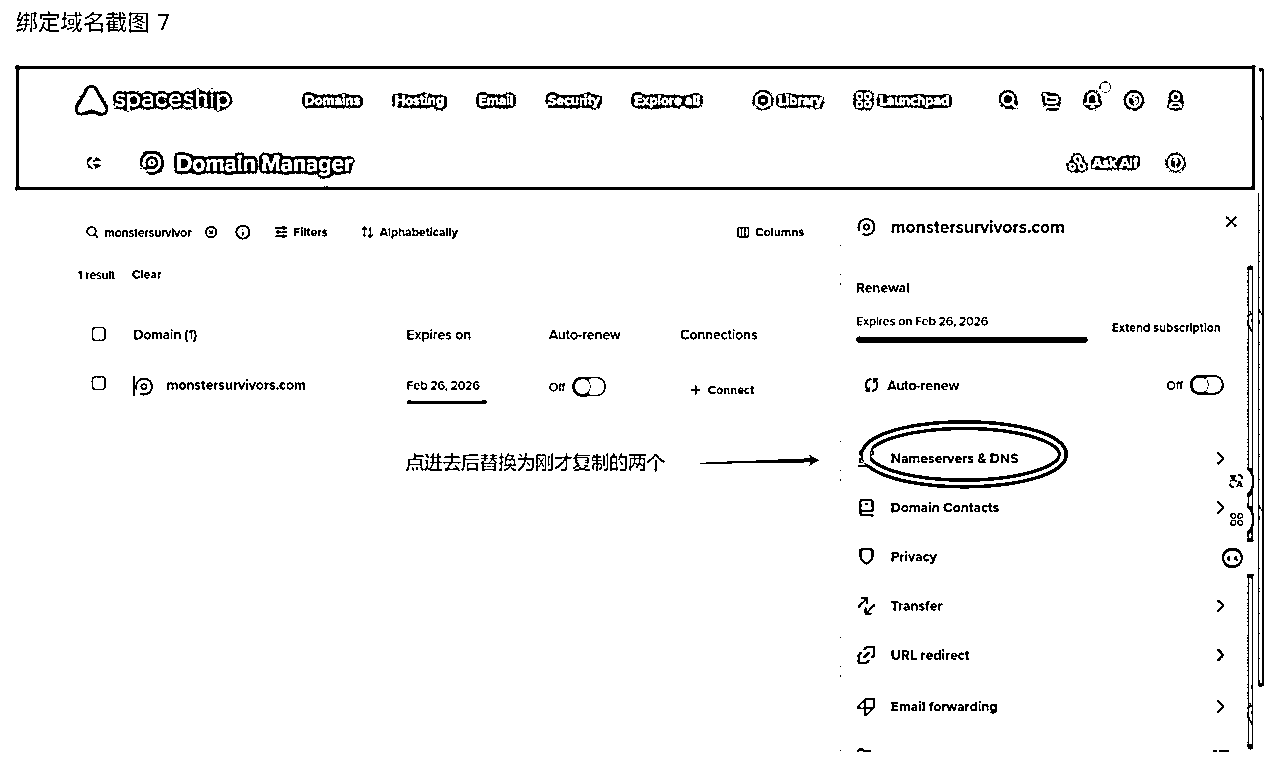 绑定域名截图 7
spaceship Domains Hosting Email Security Explore all Library Launchpad
Domain Manager Ask Alf
monstersurvivor Filters Alphabetically Columns
1 result Clear
Domain (1) Expires on Auto-renew Connections
monstersurvivors.com Feb 26, 2026 Off + Connect
点进去后替换为刚才复制的两个
monstersurvivors.com
Renewal
Expires on Feb 26, 2026 Extend subscription
Auto-renew Off
Nameservers & DNS
Domain Contacts
Privacy
Transfer
URL redirect
Email forwarding